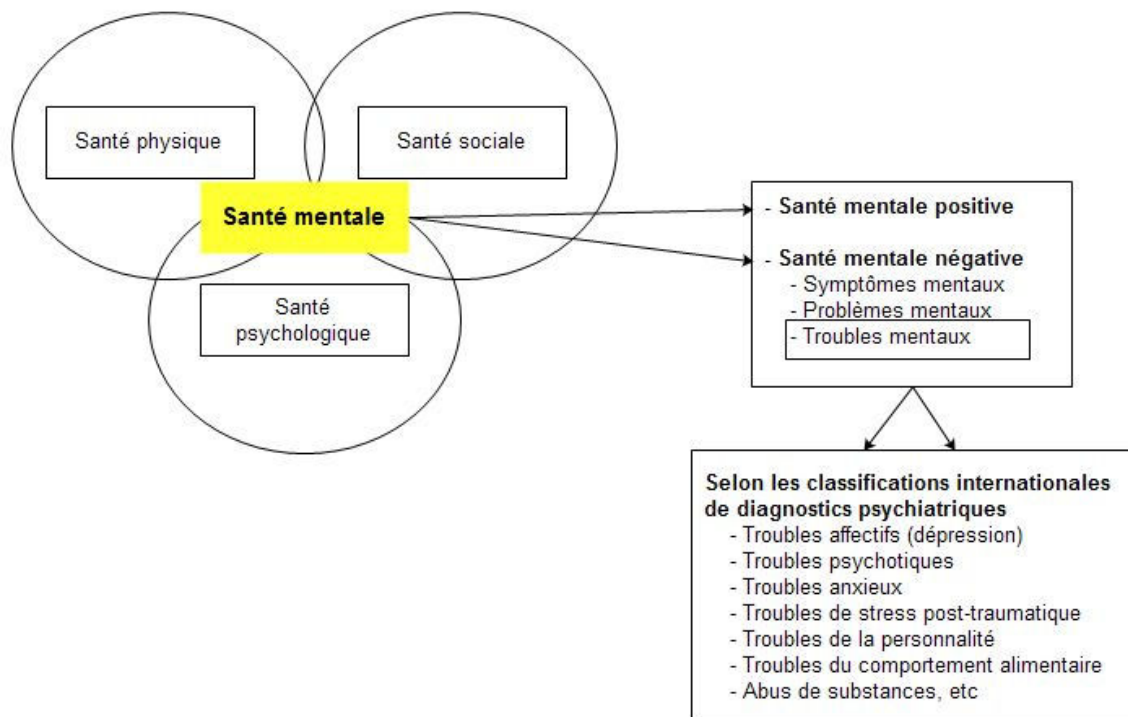 Santé physique
Santé sociale
Santé mentale
Santé
psychologique
- Santé mentale positive
- Santé mentale négative
- Symptômes mentaux
- Problèmes mentaux
- Troubles mentaux
Selon les classifications internationales
de diagnostics psychiatriques
- Troubles affectifs (dépression)
- Troubles psychotiques
- Troubles anxieux
- Troubles de stress post-traumatique
- Troubles de la personnalité
- Troubles du comportement alimentaire
- Abus de substances, etc